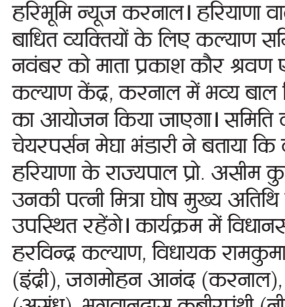 हरिभूमि न्यूज करनाल। हरियाणा
बाधित व्यक्तियों के लिए कल्याण
नवंबर को माता प्रकाश कौर श्रवण
कल्याण केंद्र, करनाल में भव्य बाल
का आयोजन किया जाएगा। समिति
चेयरपर्सन मेघा भंडारी ने बताया कि
हरियाणा के राज्यपाल प्रो. असीम
उनकी पत्नी मित्रा घोष मुख्य अतिथि
उपस्थित रहेंगे। कार्यक्रम में
हरविन्द्र कल्याण, विधायक रामकुमा
(इंद्री), जगमोहन आनंद (करनाल),